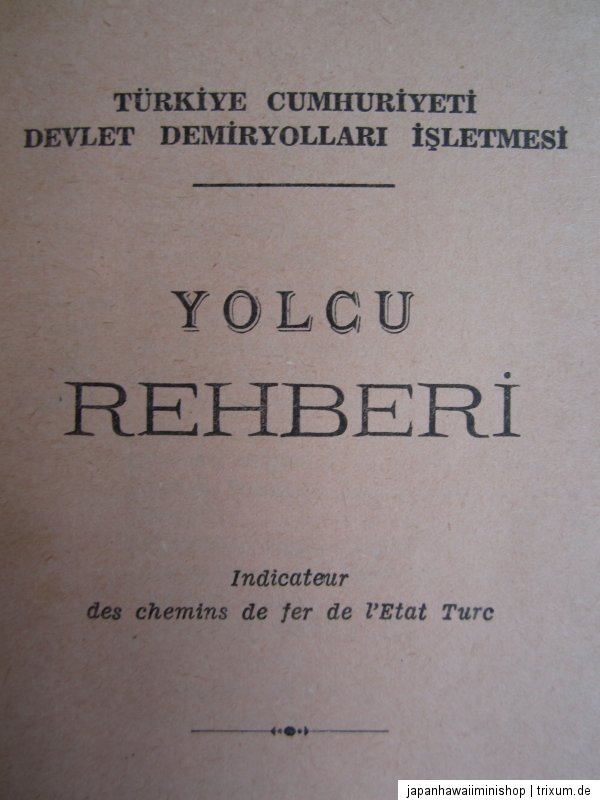 TÜRKİYE CUMHURİYETİ
DEVLET DEMİRYOLLARI İŞLETMESİ
YOLCU
REHBERİ
Indicateur
des chemins de fer de l'Etat Turc
japanhawaiiminishop | trixum.de